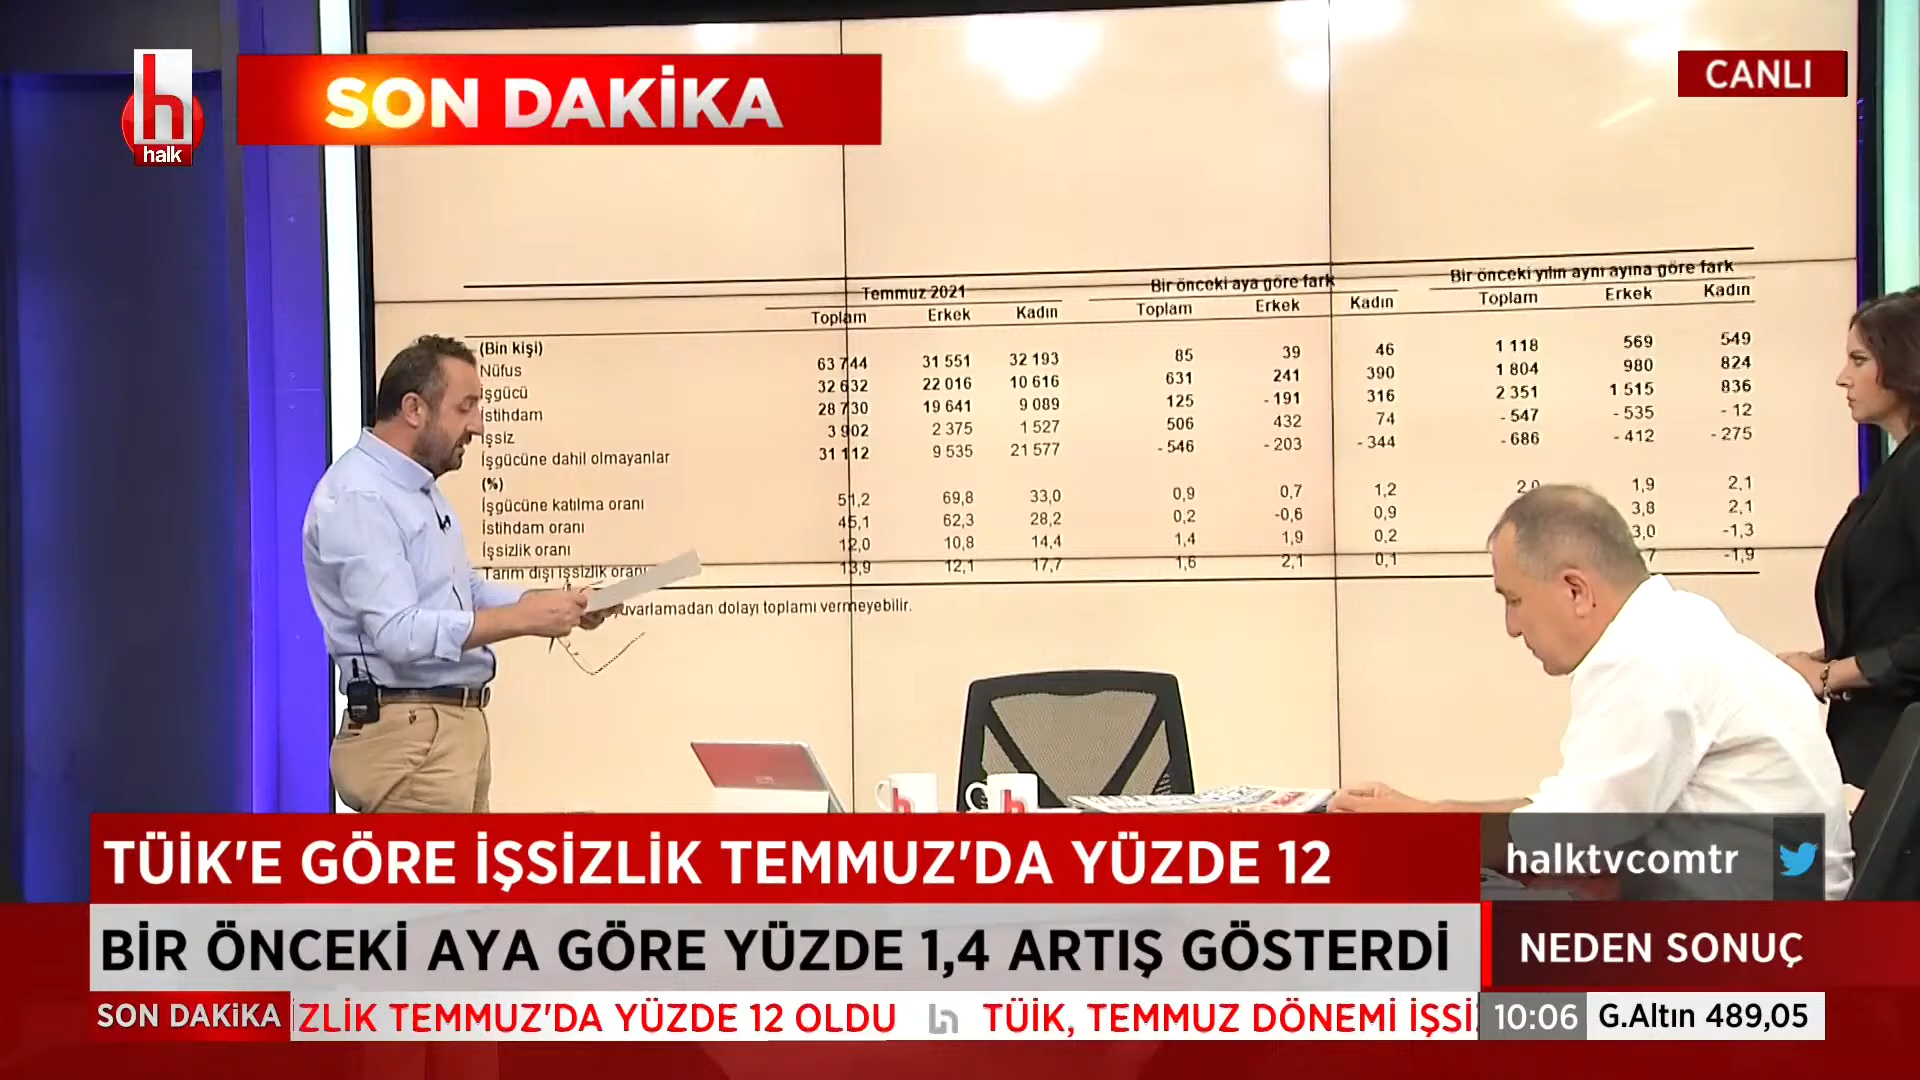 h
halk
SON DAKİKA
CANLI
Temmuz 2021 Bir önceki aya göre fark Bir önceki yılın aynı ayına göre fark
Toplam Erkek Kadın Toplam Erkek Kadın Toplam Erkek Kadın
(Bin kişi)
Nüfus 63 744 31 551 32 193 85 39 46 1 118 569 549
İşgücü 32 632 22 016 10 616 631 241 390 1 804 980 824
İstihdam 28 730 19 641 9 089 125 - 191 316 2 351 1 515 836
İşsiz 3 902 2 375 1 527 506 432 74 - 547 - 535 - 12
İşgücüne dahil olmayanlar 31 112 9 535 21 577 - 546 - 203 - 344 - 686 - 412 - 275
(%)
İşgücüne katılma oranı 51,2 69,8 33,0 0,9 0,7 1,2 2,0 1,9 2,1
İstihdam oranı 45,1 62,3 28,2 0,2 -0,6 0,9 3,8 2,1
İşsizlik oranı 12,0 10,8 14,4 1,4 1,9 0,2 3,0 -1,3
Tarım dışı işsizlik oranı 13,9 12,1 17,7 1,6 2,1 0,1 -1,9
uvarlamadan dolayı toplamı vermeyebilir.
TÜİK'E GÖRE İŞSİZLİK TEMMUZ'DA YÜZDE 12
halktvcomtr
BİR ÖNCEKİ AYA GÖRE YÜZDE 1,4 ARTIŞ GÖSTERDİ
NEDEN SONUÇ
SON DAKİKA İZLİK TEMMUZ'DA YÜZDE 12 OLDU h TÜİK, TEMMUZ DÖNEMİ İŞSİZ 10:06 G.Altın 489,05